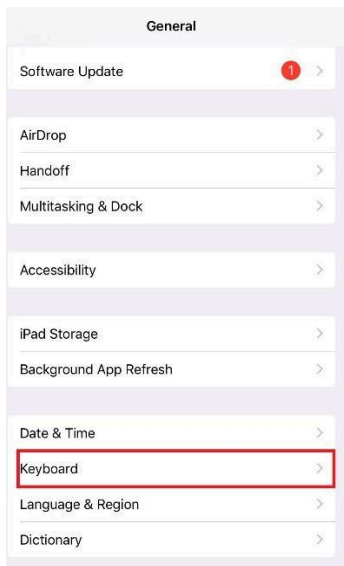 General
Software Update 1
AirDrop
Handoff
Multitasking & Dock
Accessibility
iPad Storage
Background App Refresh
Date & Time
Keyboard
Language & Region
Dictionary